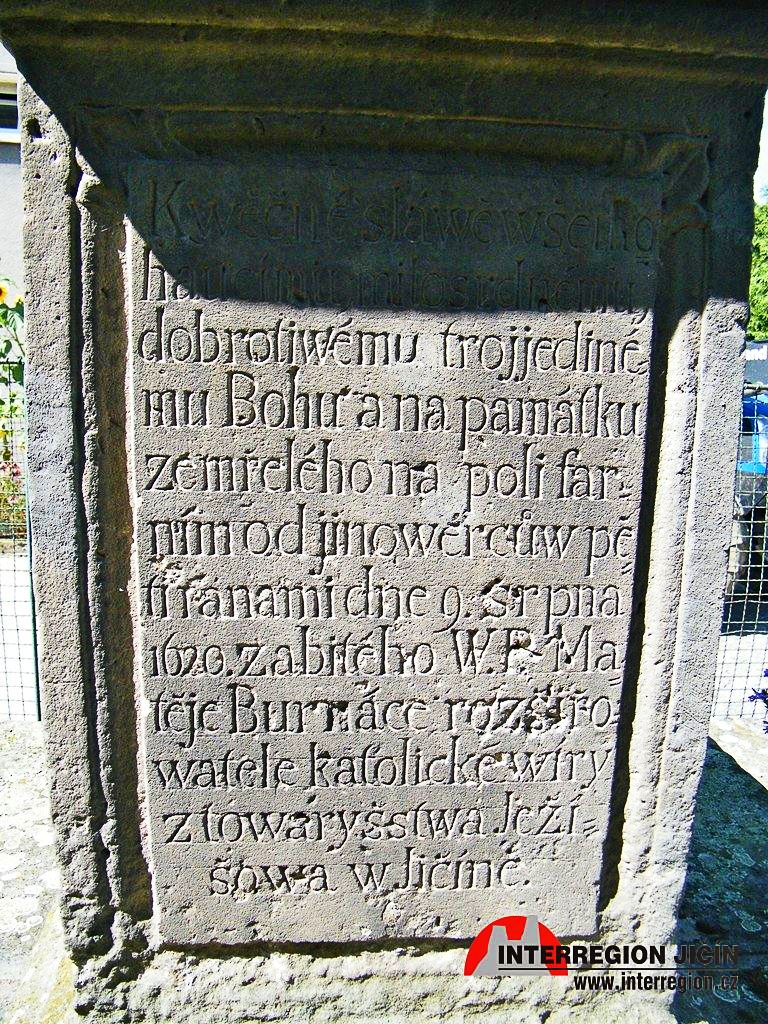 K wěčné sláwě wšemo=
haucímu, milosrdnému,
dobrotiwému trojjediné=
mu Bohu a na památku
zemřelého na poli far=
ním od jinowěrcůw pě
ti ranami dne 9. srpna
1620. zabitého W. P. Ma=
těje Burnáce rozšiřo=
watele katolické wíry
z towaryšstwa Ježí=
šowa w Jičíně.
INTERREGION JICIN
www.interregion.cz